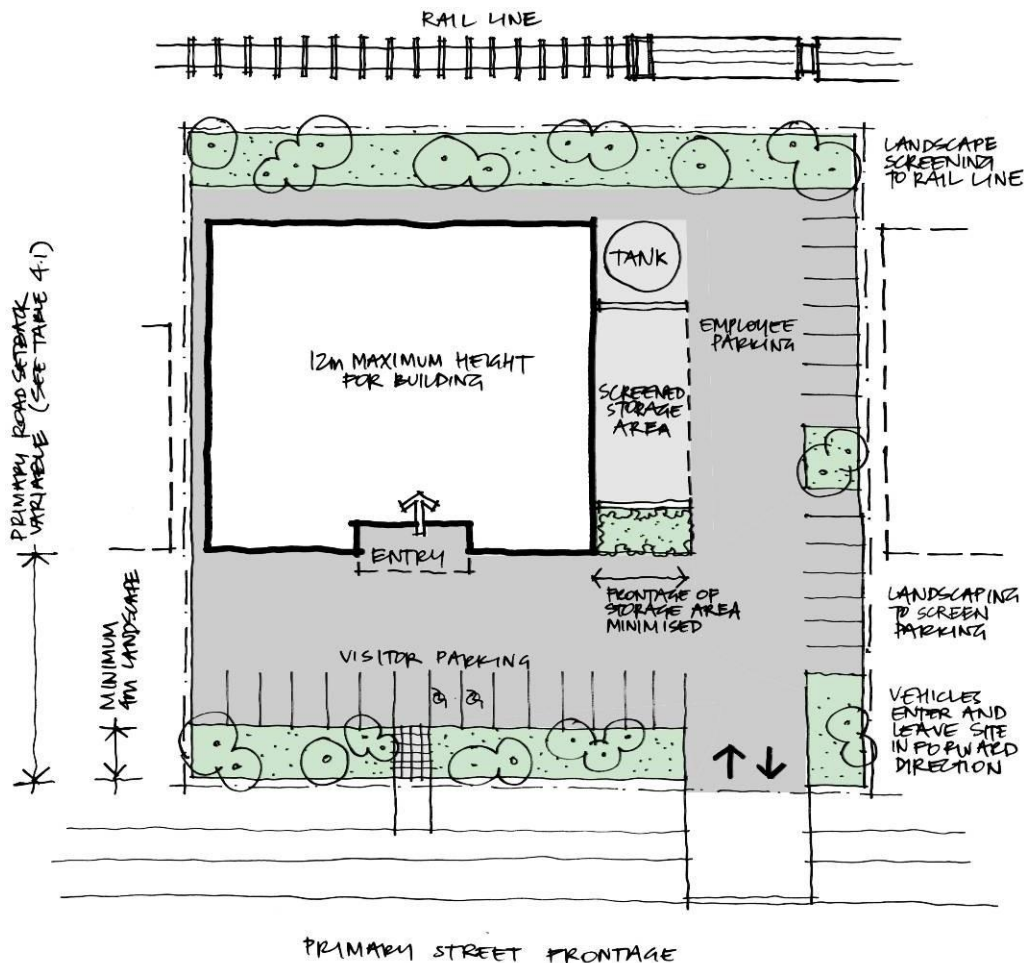 RAIL LINE
LANDSCAPE
SCREENING
TO RAIL LINE
TANK
EMPLOYEE
PARKING
12m MAXIMUM HEIGHT
FOR BUILDING
SCREENED
STORAGE
AREA
PRIMARY ROAD SETBACK
VARIABLE (SEE TABLE 4.1)
ENTRY
FRONTAGE OF
STORAGE AREA
MINIMISED
LANDSCAPING
TO SCREEN
PARKING
MINIMUM
4m LANDSCAPE
VISITOR PARKING
VEHICLES
ENTER AND
LEAVE SITE
IN FORWARD
DIRECTION
PRIMARY STREET FRONTAGE